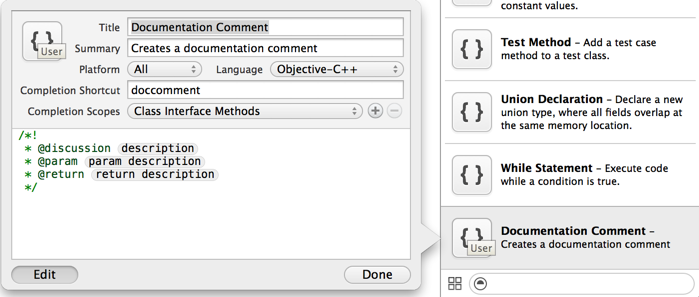 Title Documentation Comment
{ }
User
Summary Creates a documentation comment
Platform All Language Objective-C++
Completion Shortcut doccomment
Completion Scopes Class Interface Methods
/*!
* @discussion description
* @param param description
* @return return description
*/
Edit Done
constant values.
{ } Test Method – Add a test case
method to a test class.
{ } Union Declaration – Declare a new
union type, where all fields overlap at
the same memory location.
{ } While Statement – Execute code
while a condition is true.
{ } Documentation Comment –
User Creates a documentation comment